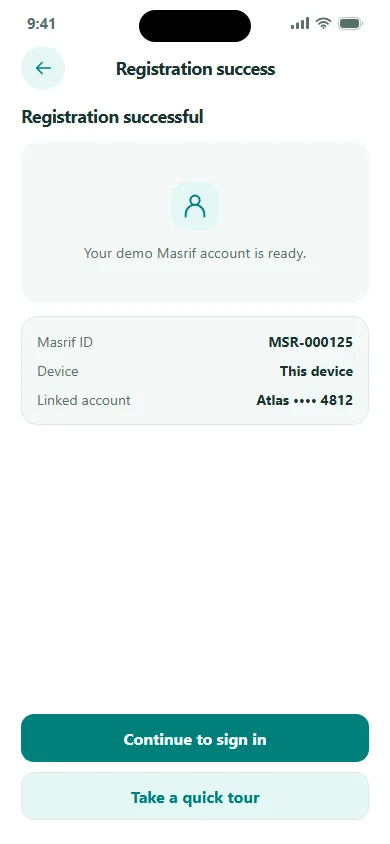 9:41
Registration success
Registration successful
Your demo Masrif account is ready.
Masrif ID MSR-000125
Device This device
Linked account Atlas •••• 4812
Continue to sign in
Take a quick tour